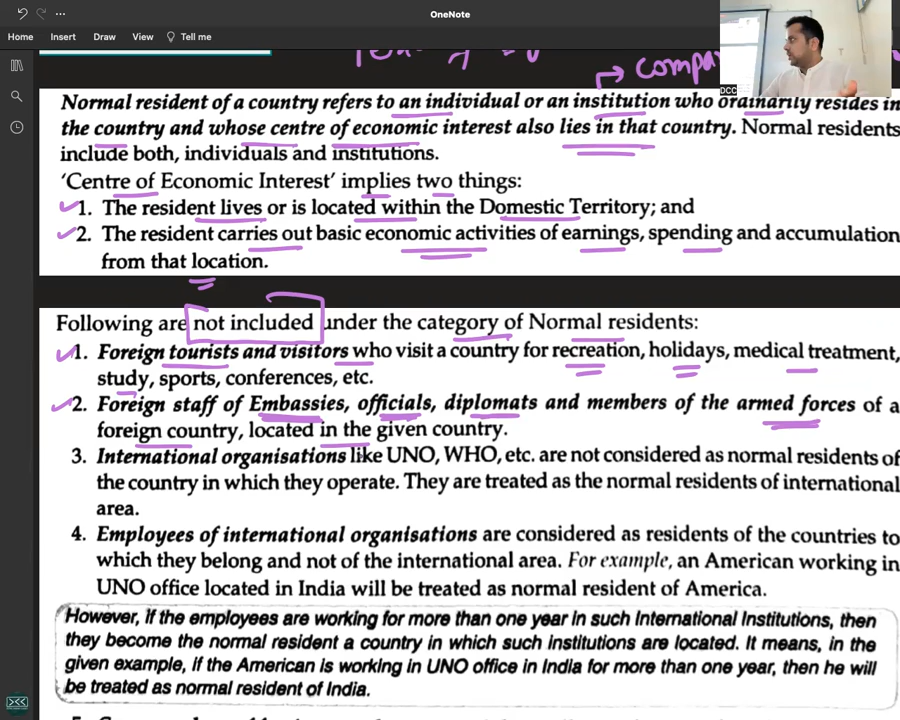 OneNote
Home Insert Draw View Tell me
DCC
Normal resident of a country refers to an individual or an institution who ordinarily resides in
the country and whose centre of economic interest also lies in that country. Normal residents
include both, individuals and institutions.
'Centre of Economic Interest' implies two things:
1. The resident lives or is located within the Domestic Territory; and
2. The resident carries out basic economic activities of earnings, spending and accumulation
from that location.
Following are not included under the category of Normal residents:
1. Foreign tourists and visitors who visit a country for recreation, holidays, medical treatment,
study, sports, conferences, etc.
2. Foreign staff of Embassies, officials, diplomats and members of the armed forces of a
foreign country, located in the given country.
3. International organisations like UNO, WHO, etc. are not considered as normal residents of
the country in which they operate. They are treated as the normal residents of international
area.
4. Employees of international organisations are considered as residents of the countries to
which they belong and not of the international area. For example, an American working in
UNO office located in India will be treated as normal resident of America.
However, if the employees are working for more than one year in such International Institutions, then
they become the normal resident a country in which such institutions are located. It means, in the
given example, if the American is working in UNO office in India for more than one year, then he will
be treated as normal resident of India.